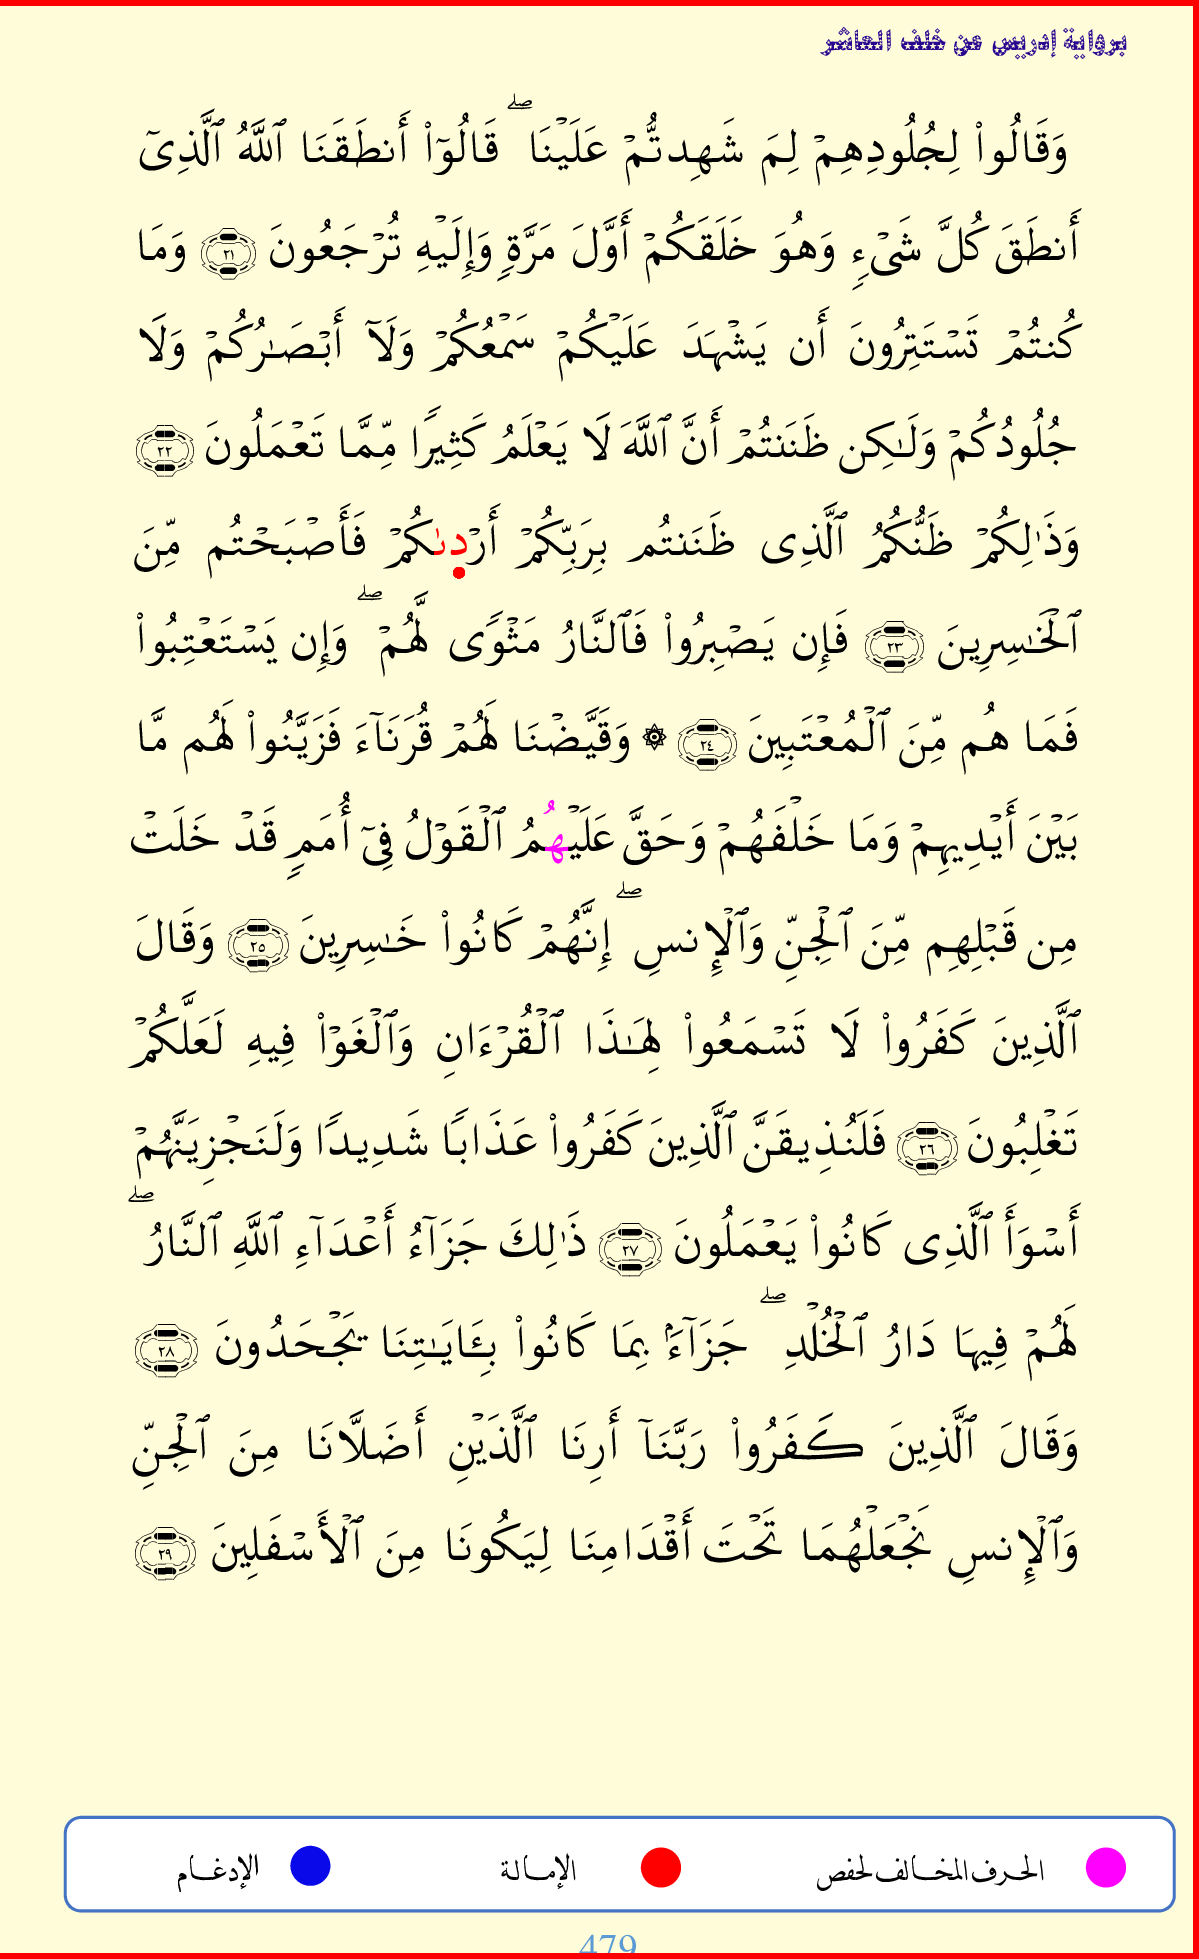 برواية إدريس عن خلف العاشر
وَقَالُوا۟ لِجُلُودِهِمْ لِمَ شَهِدتُّمْ عَلَيْنَا ۖ قَالُوٓا۟ أَنطَقَنَا ٱللَّهُ ٱلَّذِىٓ
أَنطَقَ كُلَّ شَىْءٍ وَهُوَ خَلَقَكُمْ أَوَّلَ مَرَّةٍ وَإِلَيْهِ تُرْجَعُونَ ٢١ وَمَا
كُنتُمْ تَسْتَتِرُونَ أَن يَشْهَدَ عَلَيْكُمْ سَمْعُكُمْ وَلَآ أَبْصَـٰرُكُمْ وَلَا
جُلُودُكُمْ وَلَـٰكِن ظَنَنتُمْ أَنَّ ٱللَّهَ لَا يَعْلَمُ كَثِيرًا مِّمَّا تَعْمَلُونَ ٢٢
وَذَٰلِكُمْ ظَنُّكُمُ ٱلَّذِى ظَنَنتُم بِرَبِّكُمْ أَرْدىٰكُمْ فَأَصْبَحْتُم مِّنَ
ٱلْخَـٰسِرِينَ ٢٣ فَإِن يَصْبِرُوا۟ فَٱلنَّارُ مَثْوًى لَّهُمْ ۖ وَإِن يَسْتَعْتِبُوا۟
فَمَا هُم مِّنَ ٱلْمُعْتَبِينَ ٢٤ ۞ وَقَيَّضْنَا لَهُمْ قُرَنَآءَ فَزَيَّنُوا۟ لَهُم مَّا
بَيْنَ أَيْدِيهِمْ وَمَا خَلْفَهُمْ وَحَقَّ عَلَيْهُمُ ٱلْقَوْلُ فِىٓ أُمَمٍ قَدْ خَلَتْ
مِن قَبْلِهِم مِّنَ ٱلْجِنِّ وَٱلْإِنسِ ۖ إِنَّهُمْ كَانُوا۟ خَـٰسِرِينَ ٢٥ وَقَالَ
ٱلَّذِينَ كَفَرُوا۟ لَا تَسْمَعُوا۟ لِهَـٰذَا ٱلْقُرْءَانِ وَٱلْغَوْا۟ فِيهِ لَعَلَّكُمْ
تَغْلِبُونَ ٢٦ فَلَنُذِيقَنَّ ٱلَّذِينَ كَفَرُوا۟ عَذَابًا شَدِيدًا وَلَنَجْزِيَنَّهُمْ
أَسْوَأَ ٱلَّذِى كَانُوا۟ يَعْمَلُونَ ٢٧ ذَٰلِكَ جَزَآءُ أَعْدَآءِ ٱللَّهِ ٱلنَّارُ ۖ
لَهُمْ فِيهَا دَارُ ٱلْخُلْدِ ۖ جَزَآءًۢ بِمَا كَانُوا۟ بِـَٔايَـٰتِنَا يَجْحَدُونَ ٢٨
وَقَالَ ٱلَّذِينَ كَفَرُوا۟ رَبَّنَآ أَرِنَا ٱلَّذَيْنِ أَضَلَّانَا مِنَ ٱلْجِنِّ
وَٱلْإِنسِ نَجْعَلْهُمَا تَحْتَ أَقْدَامِنَا لِيَكُونَا مِنَ ٱلْأَسْفَلِينَ ٢٩
الحرف المخالف لحفص الإمالة الإدغام
479